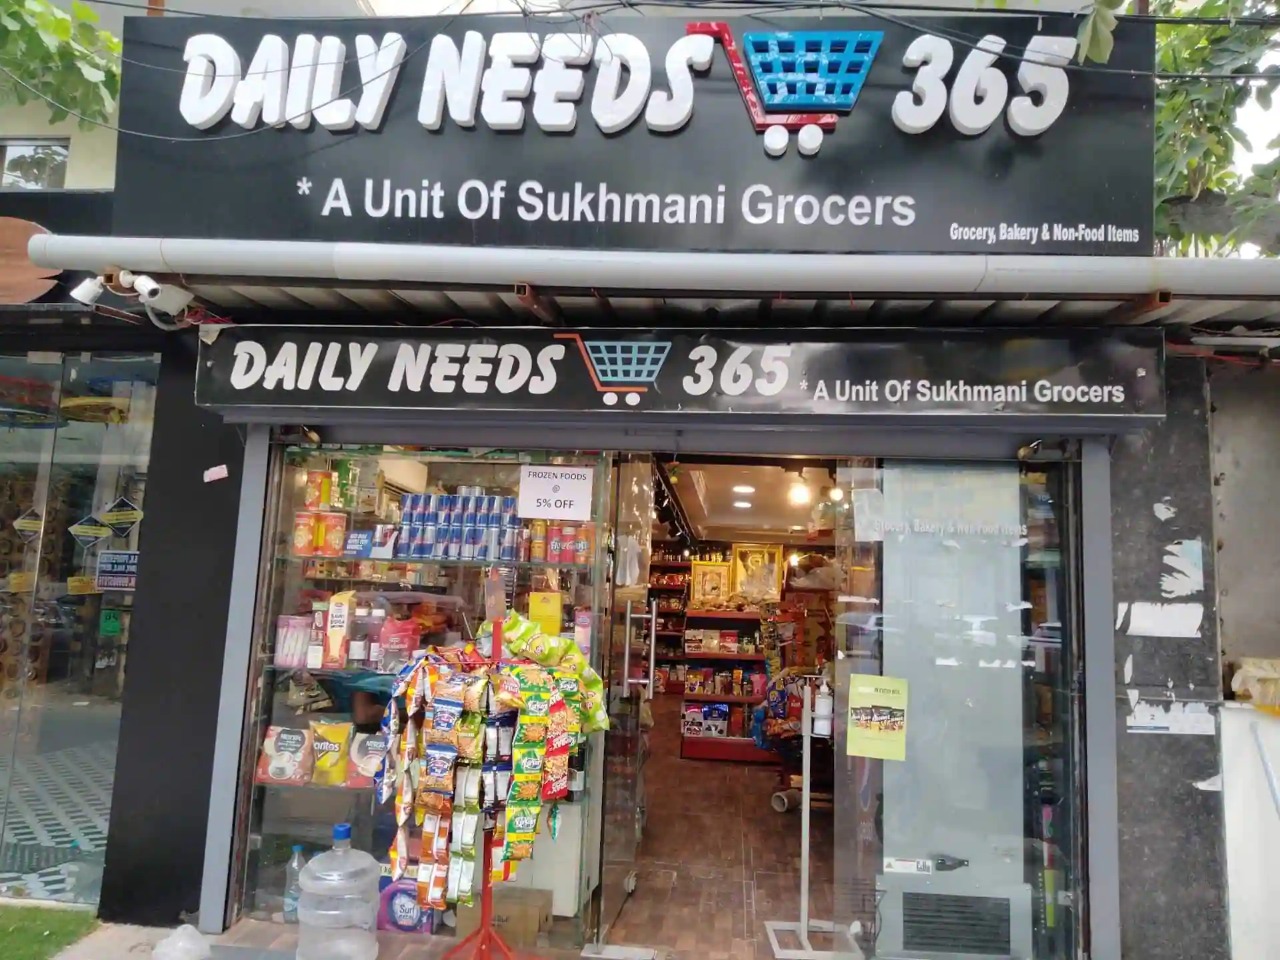 DAILY NEEDS 365
* A Unit Of Sukhmani Grocers
Grocery, Bakery & Non-Food Items
DAILY NEEDS 365 * A Unit Of Sukhmani Grocers
FROZEN FOODS
@
5% OFF
Grocery, Bakery & Non-Food Items
Surf